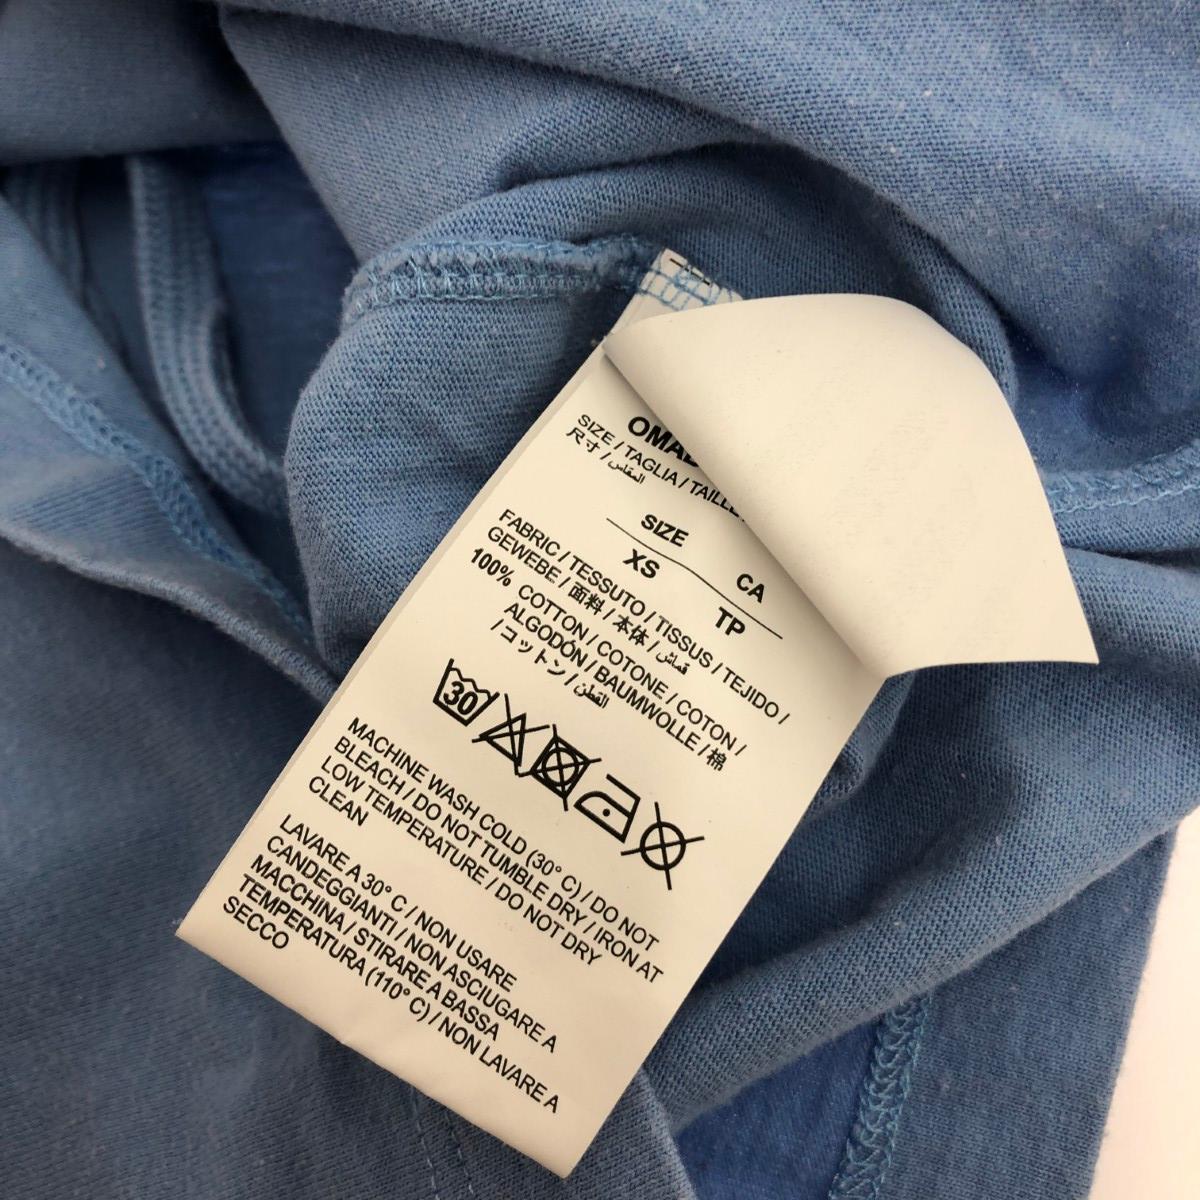 SIZE / TAGLIA / TAILLE
尺寸 / المقاس
SIZE CA
XS TP
FABRIC / TESSUTO / TISSUS / TEJIDO /
GEWEBE / 面料 / 本体 / قماش
100% COTTON / COTONE / COTON /
ALGODÓN / BAUMWOLLE / 棉
/ コットン / القطن
30
MACHINE WASH COLD (30° C) / DO NOT
BLEACH / DO NOT TUMBLE DRY / IRON AT
LOW TEMPERATURE / DO NOT DRY
CLEAN
LAVARE A 30° C / NON USARE
CANDEGGIANTI / NON ASCIUGARE A
MACCHINA / STIRARE A BASSA
TEMPERATURA (110° C) / NON LAVARE A
SECCO